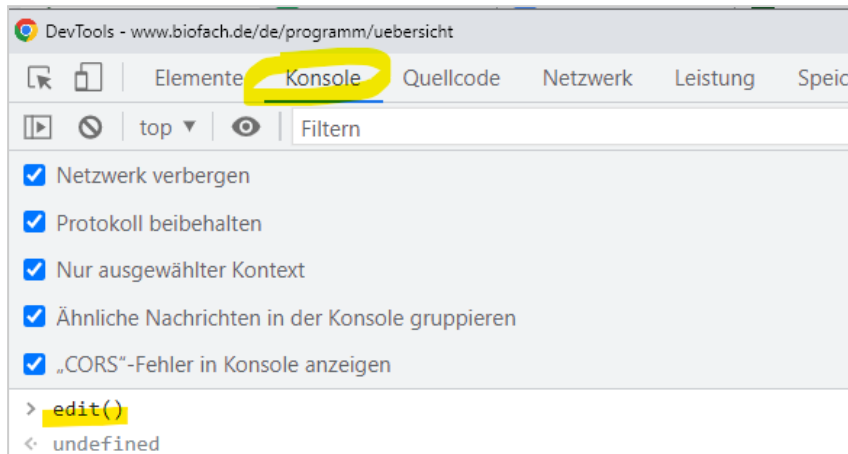 DevTools - www.biofach.de/de/programm/uebersicht
Elemente Konsole Quellcode Netzwerk Leistung Speic
top Filtern
Netzwerk verbergen
Protokoll beibehalten
Nur ausgewählter Kontext
Ähnliche Nachrichten in der Konsole gruppieren
„CORS“-Fehler in Konsole anzeigen
> edit()
undefined